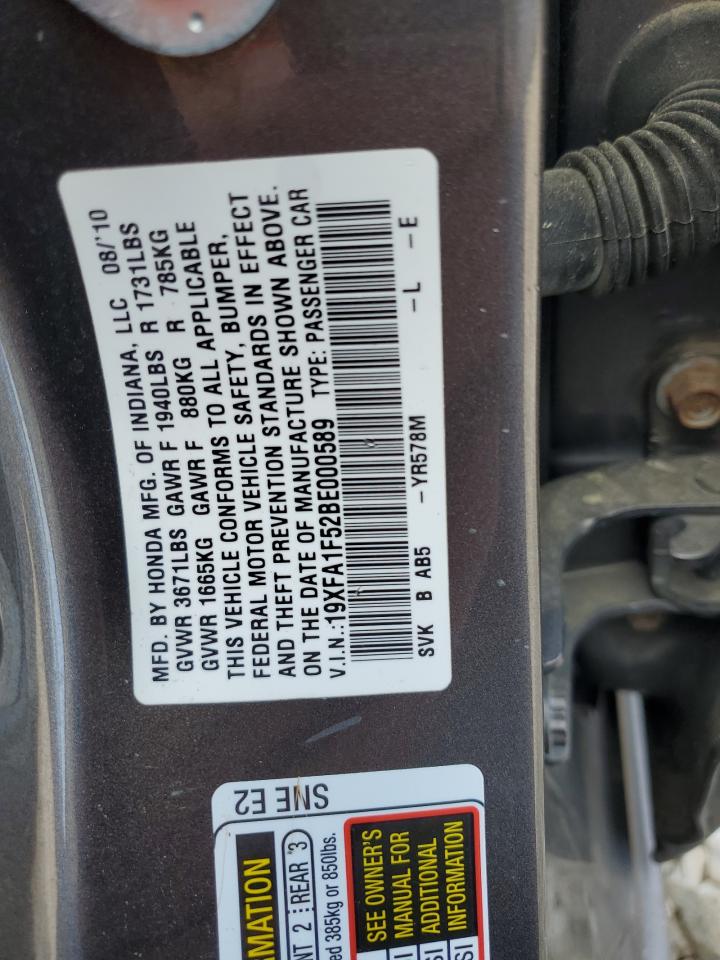 MFD. BY HONDA MFG. OF INDIANA, LLC 08/'10
GVWR 3671LBS GAWR F 1940LBS R 1731LBS
GVWR 1665KG GAWR F 880KG R 785KG
THIS VEHICLE CONFORMS TO ALL APPLICABLE
FEDERAL MOTOR VEHICLE SAFETY, BUMPER,
AND THEFT PREVENTION STANDARDS IN EFFECT
ON THE DATE OF MANUFACTURE SHOWN ABOVE.
V.I.N.:19XFA1F52BE000589 TYPE: PASSENGER CAR
SVK B AB5 -YR578M -L -E
SNE E2
MATION
NT 2 REAR 3
ed 385kg or 850lbs.
SEE OWNER'S
MANUAL FOR
ADDITIONAL
INFORMATION
SI
SI